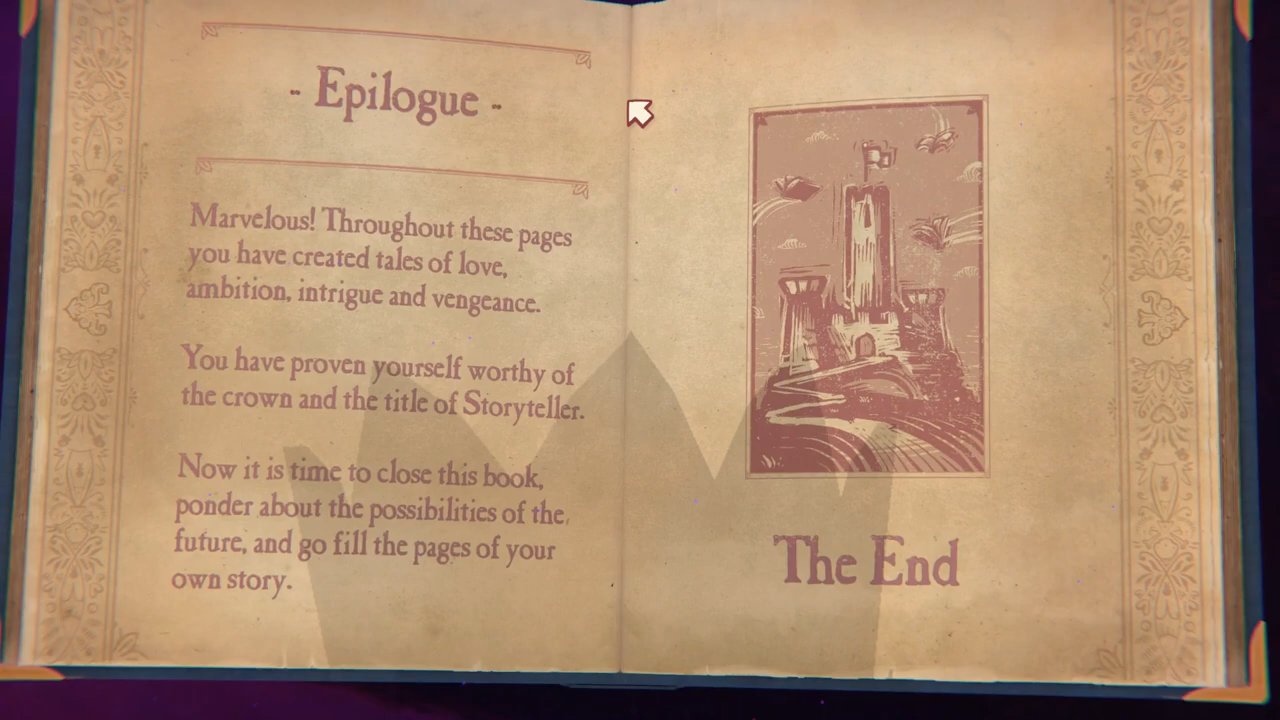 - Epilogue -
Marvelous! Throughout these pages
you have created tales of love,
ambition, intrigue and vengeance.
You have proven yourself worthy of
the crown and the title of Storyteller.
Now it is time to close this book,
ponder about the possibilities of the
future, and go fill the pages of your
own story.
The End